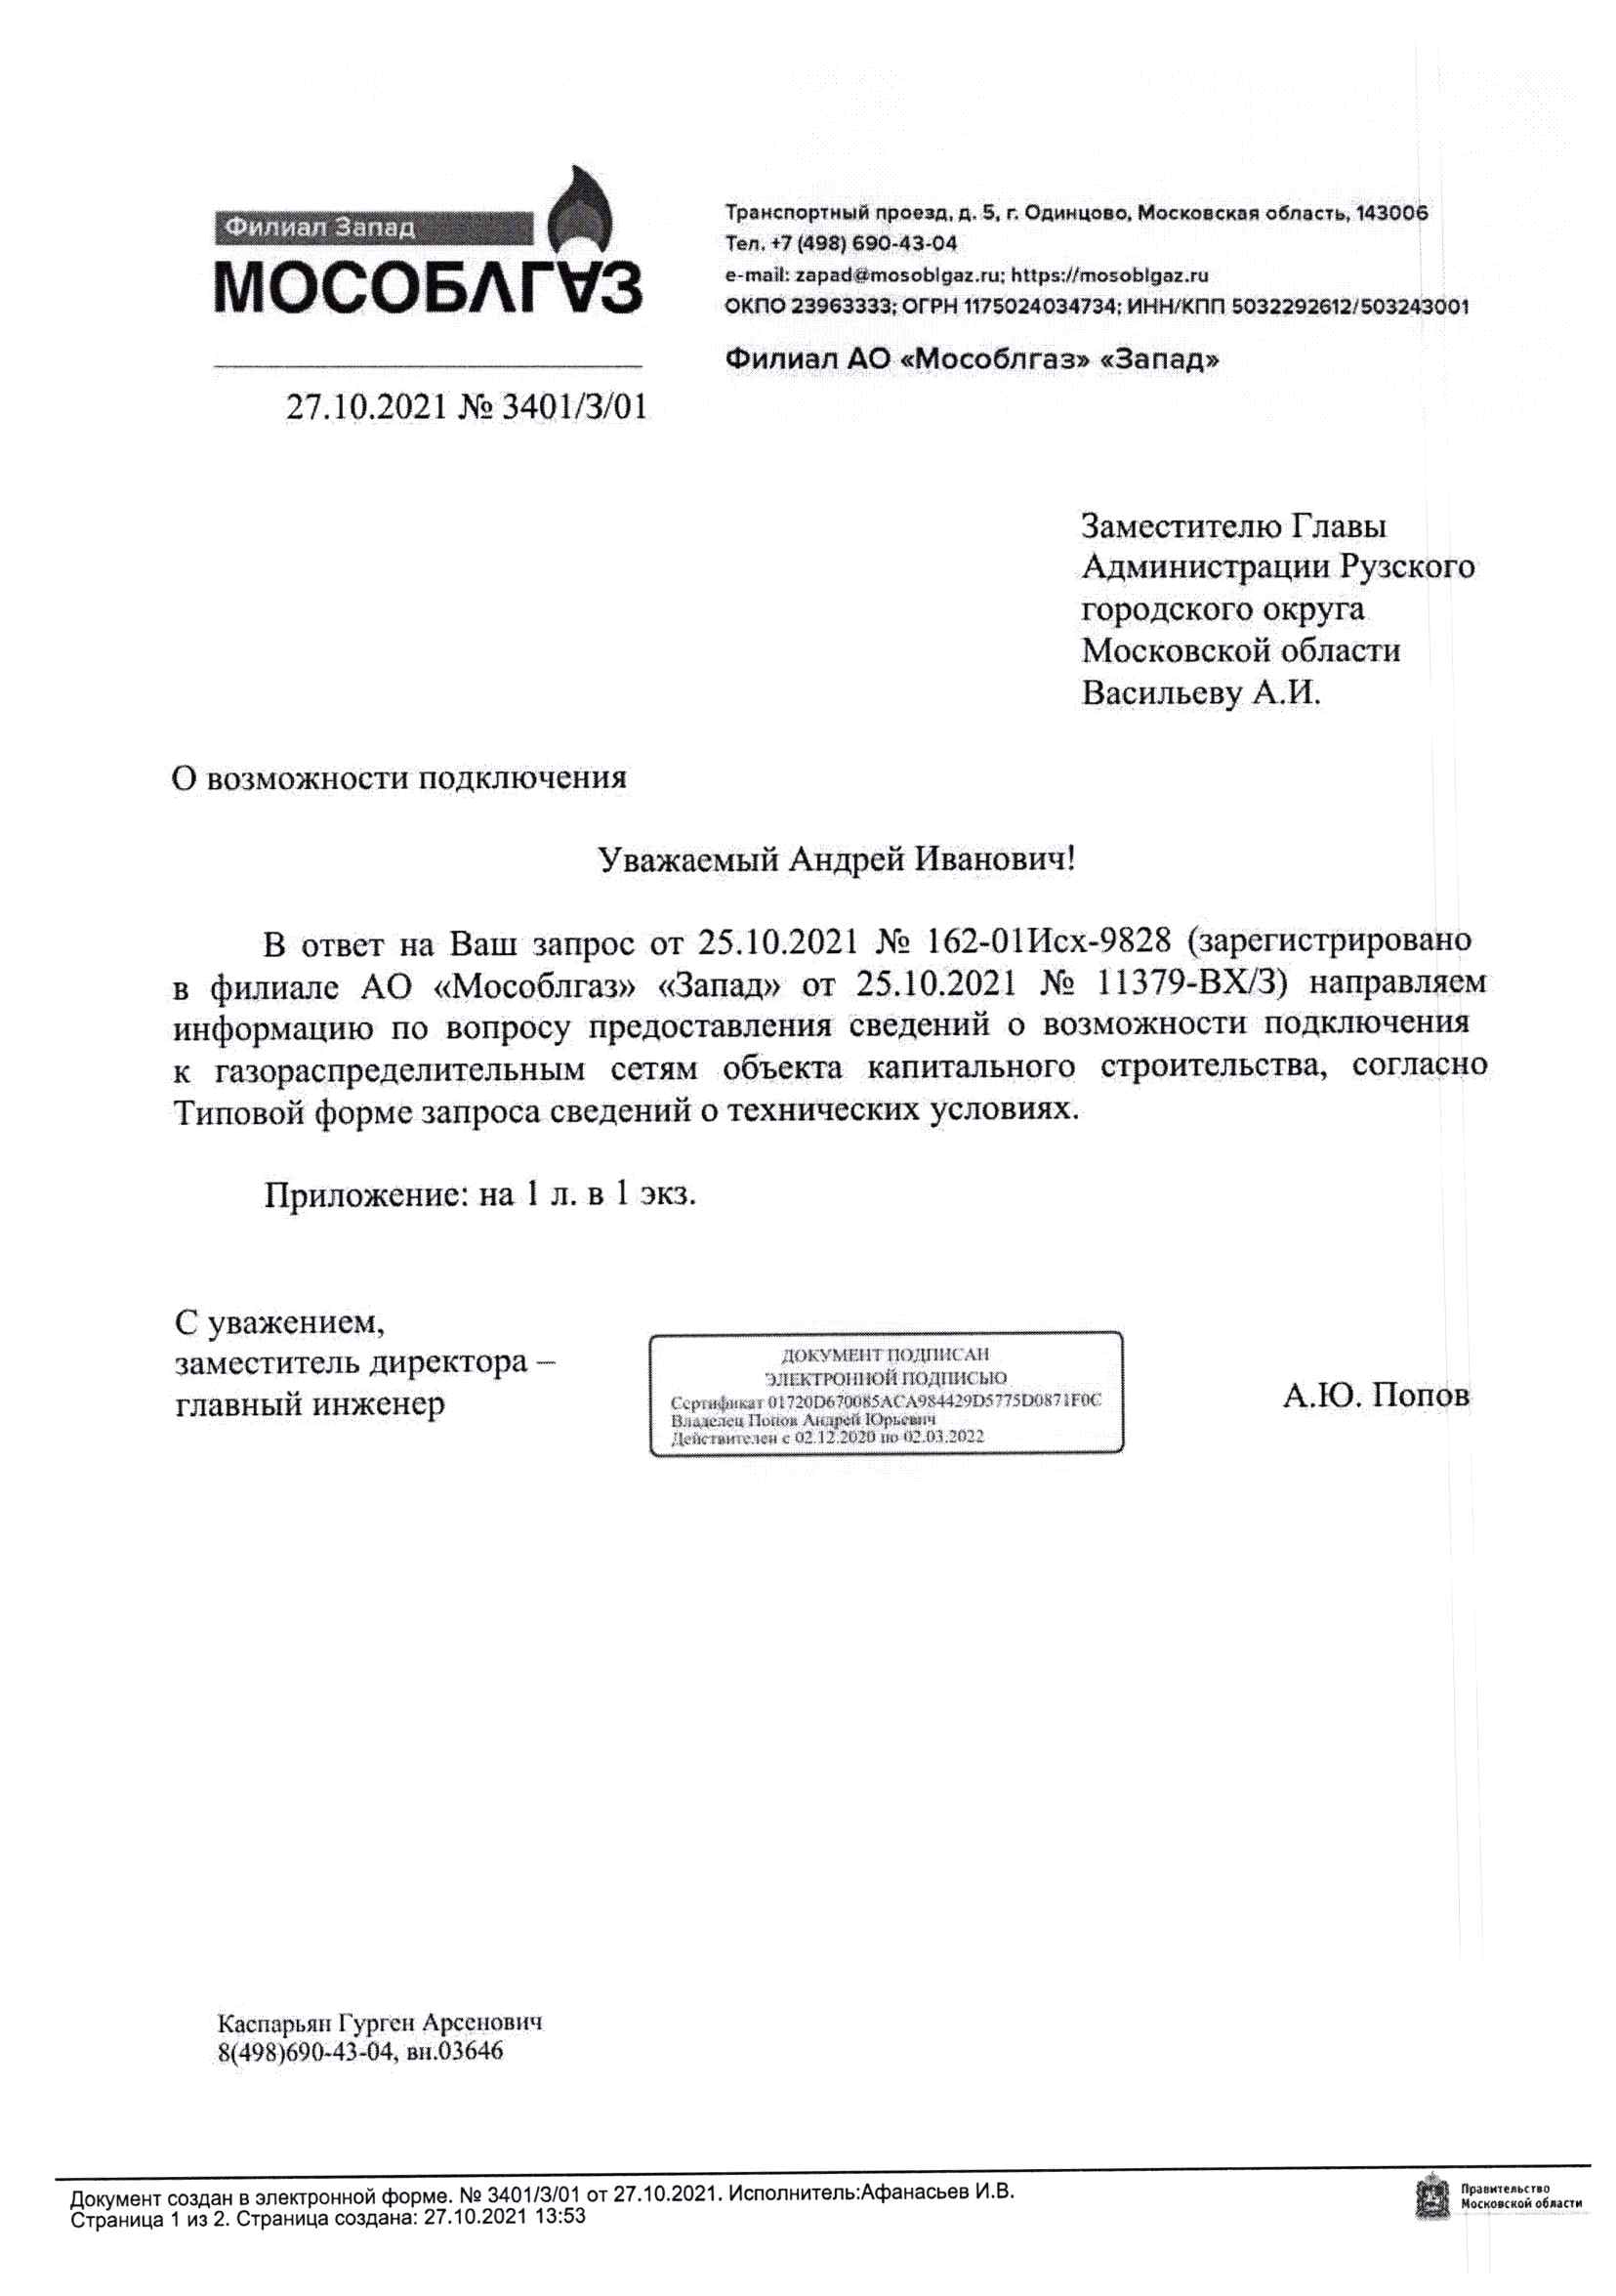 Филиал Запад
МОСОБЛГАЗ
Транспортный проезд, д. 5, г. Одинцово, Московская область, 143006
Тел. +7 (498) 690-43-04
e-mail: zapad@mosoblgaz.ru; https://mosoblgaz.ru
ОКПО 23963333; ОГРН 1175024034734; ИНН/КПП 5032292612/503243001
Филиал АО «Мособлгаз» «Запад»
27.10.2021 № 3401/З/01
Заместителю Главы
Администрации Рузского
городского округа
Московской области
Васильеву А.И.
О возможности подключения
Уважаемый Андрей Иванович!
В ответ на Ваш запрос от 25.10.2021 № 162-01Исх-9828 (зарегистрировано
в филиале АО «Мособлгаз» «Запад» от 25.10.2021 № 11379-ВХ/З) направляем
информацию по вопросу предоставления сведений о возможности подключения
к газораспределительным сетям объекта капитального строительства, согласно
Типовой форме запроса сведений о технических условиях.
Приложение: на 1 л. в 1 экз.
С уважением,
заместитель директора –
главный инженер
ДОКУМЕНТ ПОДПИСАН
ЭЛЕКТРОННОЙ ПОДПИСЬЮ
Сертификат 01720D670085ACA984429D5775D0871F0C
Владелец Попов Андрей Юрьевич
Действителен с 02.12.2020 по 02.03.2022
А.Ю. Попов
Каспарьян Гурген Арсенович
8(498)690-43-04, вн.03646
Документ создан в электронной форме. № 3401/З/01 от 27.10.2021. Исполнитель:Афанасьев И.В.
Страница 1 из 2. Страница создана: 27.10.2021 13:53
Правительство
Московской области